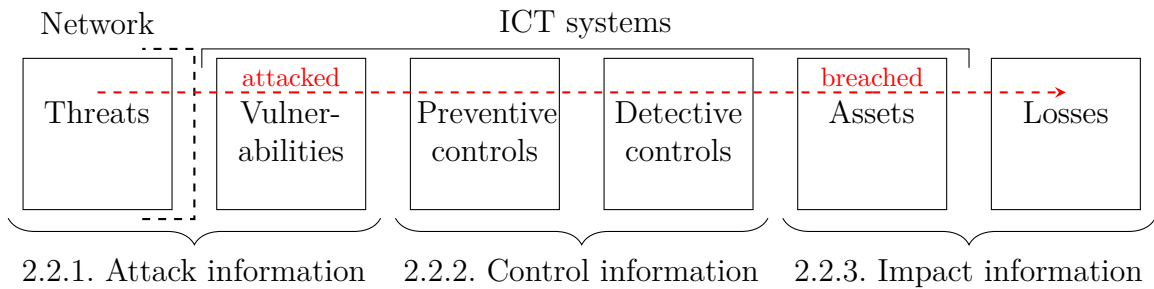 Network
ICT systems
attacked
breached
Threats
Vulner-
abilities
Preventive
controls
Detective
controls
Assets
Losses
2.2.1. Attack information
2.2.2. Control information
2.2.3. Impact information